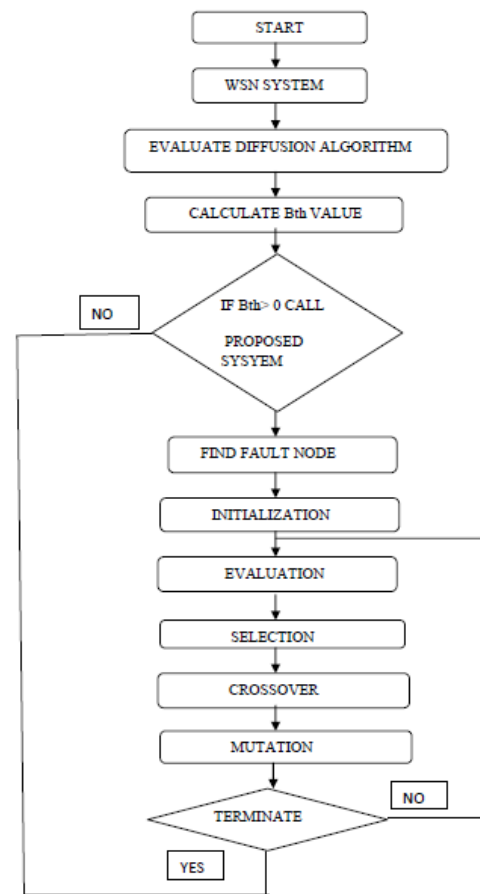 START
WSN SYSTEM
EVALUATE DIFFUSION ALGORITHM
CALCULATE Bth VALUE
NO
IF Bth> 0 CALL
PROPOSED
SYSYEM
FIND FAULT NODE
INITIALIZATION
EVALUATION
SELECTION
CROSSOVER
MUTATION
TERMINATE
NO
YES